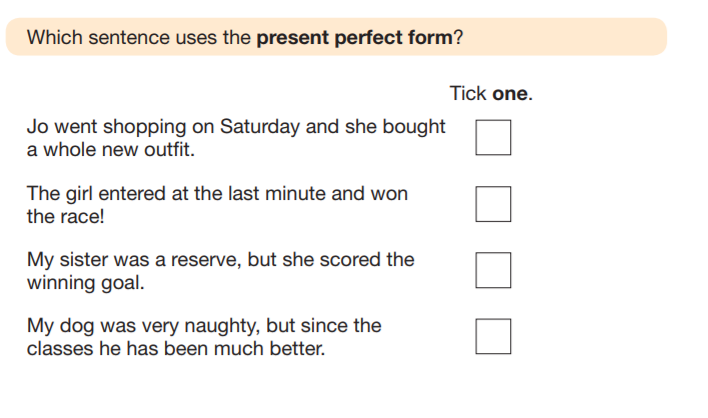 Which sentence uses the present perfect form?
Tick one.
Jo went shopping on Saturday and she bought
a whole new outfit.
The girl entered at the last minute and won
the race!
My sister was a reserve, but she scored the
winning goal.
My dog was very naughty, but since the
classes he has been much better.